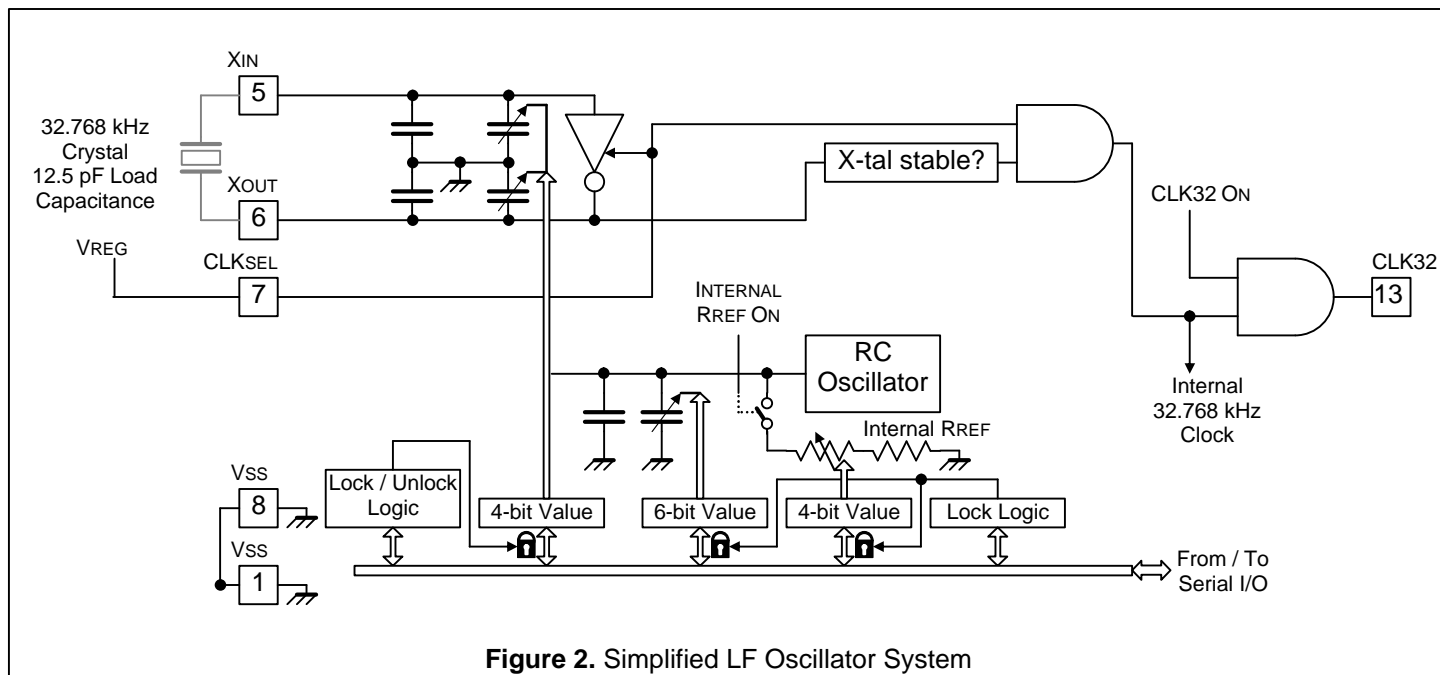 XIN
5
32.768 kHz
Crystal
12.5 pF Load
Capacitance
XOUT
6
VREG
CLKSEL
7
X-tal stable?
CLK32 ON
CLK32
13
INTERNAL
RREF ON
RC
Oscillator
Internal
32.768 kHz
Clock
Internal RREF
VSS
8
VSS
1
Lock / Unlock
Logic
4-bit Value
6-bit Value
4-bit Value
Lock Logic
From / To
Serial I/O
Figure 2. Simplified LF Oscillator System